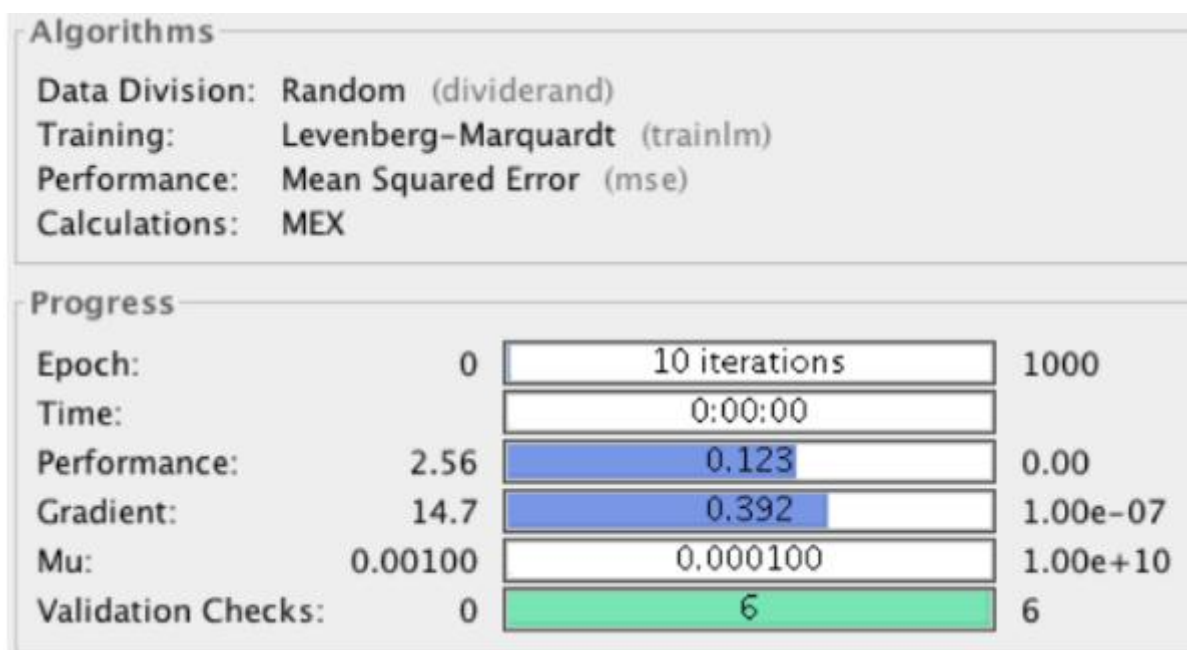 Algorithms
Data Division: Random (dividerand)
Training: Levenberg-Marquardt (trainlm)
Performance: Mean Squared Error (mse)
Calculations: MEX
Progress
Epoch: 0 10 iterations 1000
Time: 0:00:00
Performance: 2.56 0.123 0.00
Gradient: 14.7 0.392 1.00e-07
Mu: 0.00100 0.000100 1.00e+10
Validation Checks: 0 6 6